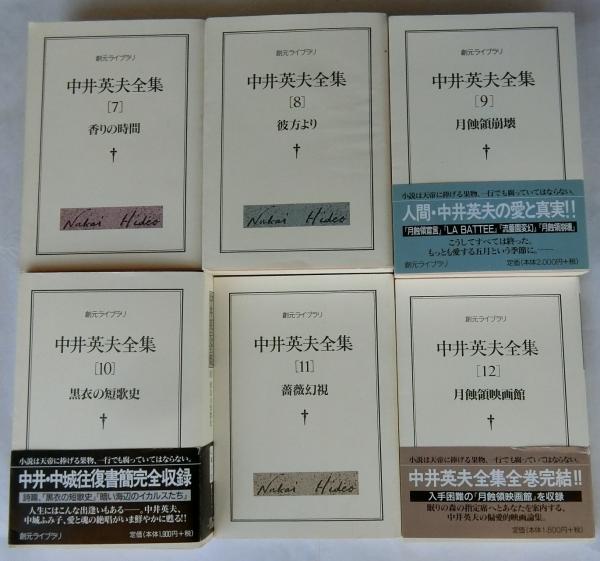 創元ライブラリ
中井英夫全集
[7]
香りの時間
†
Nakai Hideo
創元ライブラリ
中井英夫全集
[8]
彼方より
†
Nakai Hideo
創元ライブラリ
中井英夫全集
[9]
月蝕領崩壊
†
小説は天帝に捧げる果物、一行でも腐っていてはならない。
人間・中井英夫の愛と真実!!
「月蝕領宣言」「LA BATTEE」「流薔園変幻」「月蝕領崩壊」
こうしてすべては終った。
もっとも愛する五月という季節に。——
創元ライブラリ
定価(本体2,000円+税)
創元ライブラリ
中井英夫全集
[10]
黒衣の短歌史
†
小説は天帝に捧げる果物、一行でも腐っていてはならない。
中井・中城往復書簡完全収録
詩篇、『黒衣の短歌史』『暗い海辺のイカルスたち』
人生にはこんな出逢いもある——。中井英夫、
中城ふみ子、愛と魂の絶唱がいま鮮やかに甦る!!
創元ライブラリ
定価(本体1,900円+税)
創元ライブラリ
中井英夫全集
[11]
薔薇幻視
†
Nakai Hideo
創元ライブラリ
中井英夫全集
[12]
月蝕領映画館
†
小説は天帝に捧げる果物、一行でも腐っていてはならない。
中井英夫全集全巻完結!!
入手困難の『月蝕領映画館』を収録
眠りの森の指定席へとあなたを案内する、
中井英夫の偏愛的映画論集。
創元ライブラリ
定価(本体1,500円+税)